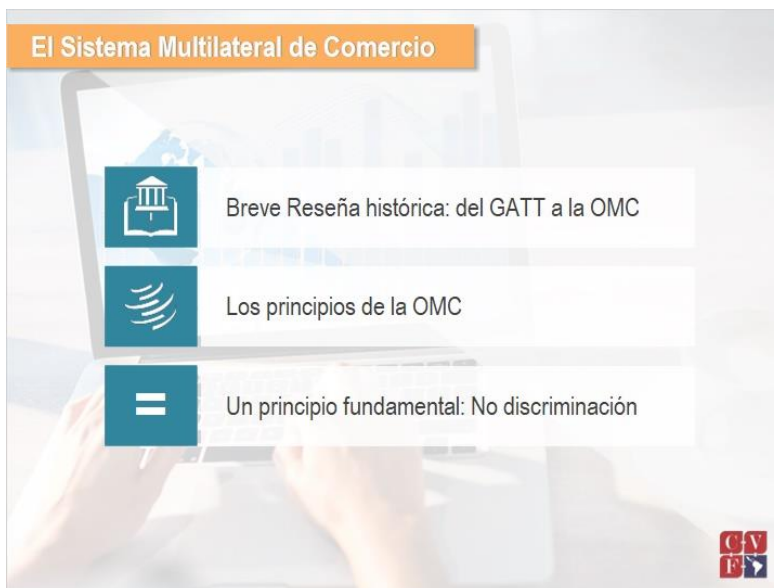 El Sistema Multilateral de Comercio
Breve Reseña histórica: del GATT a la OMC
Los principios de la OMC
=
Un principio fundamental: No discriminación
C V
F